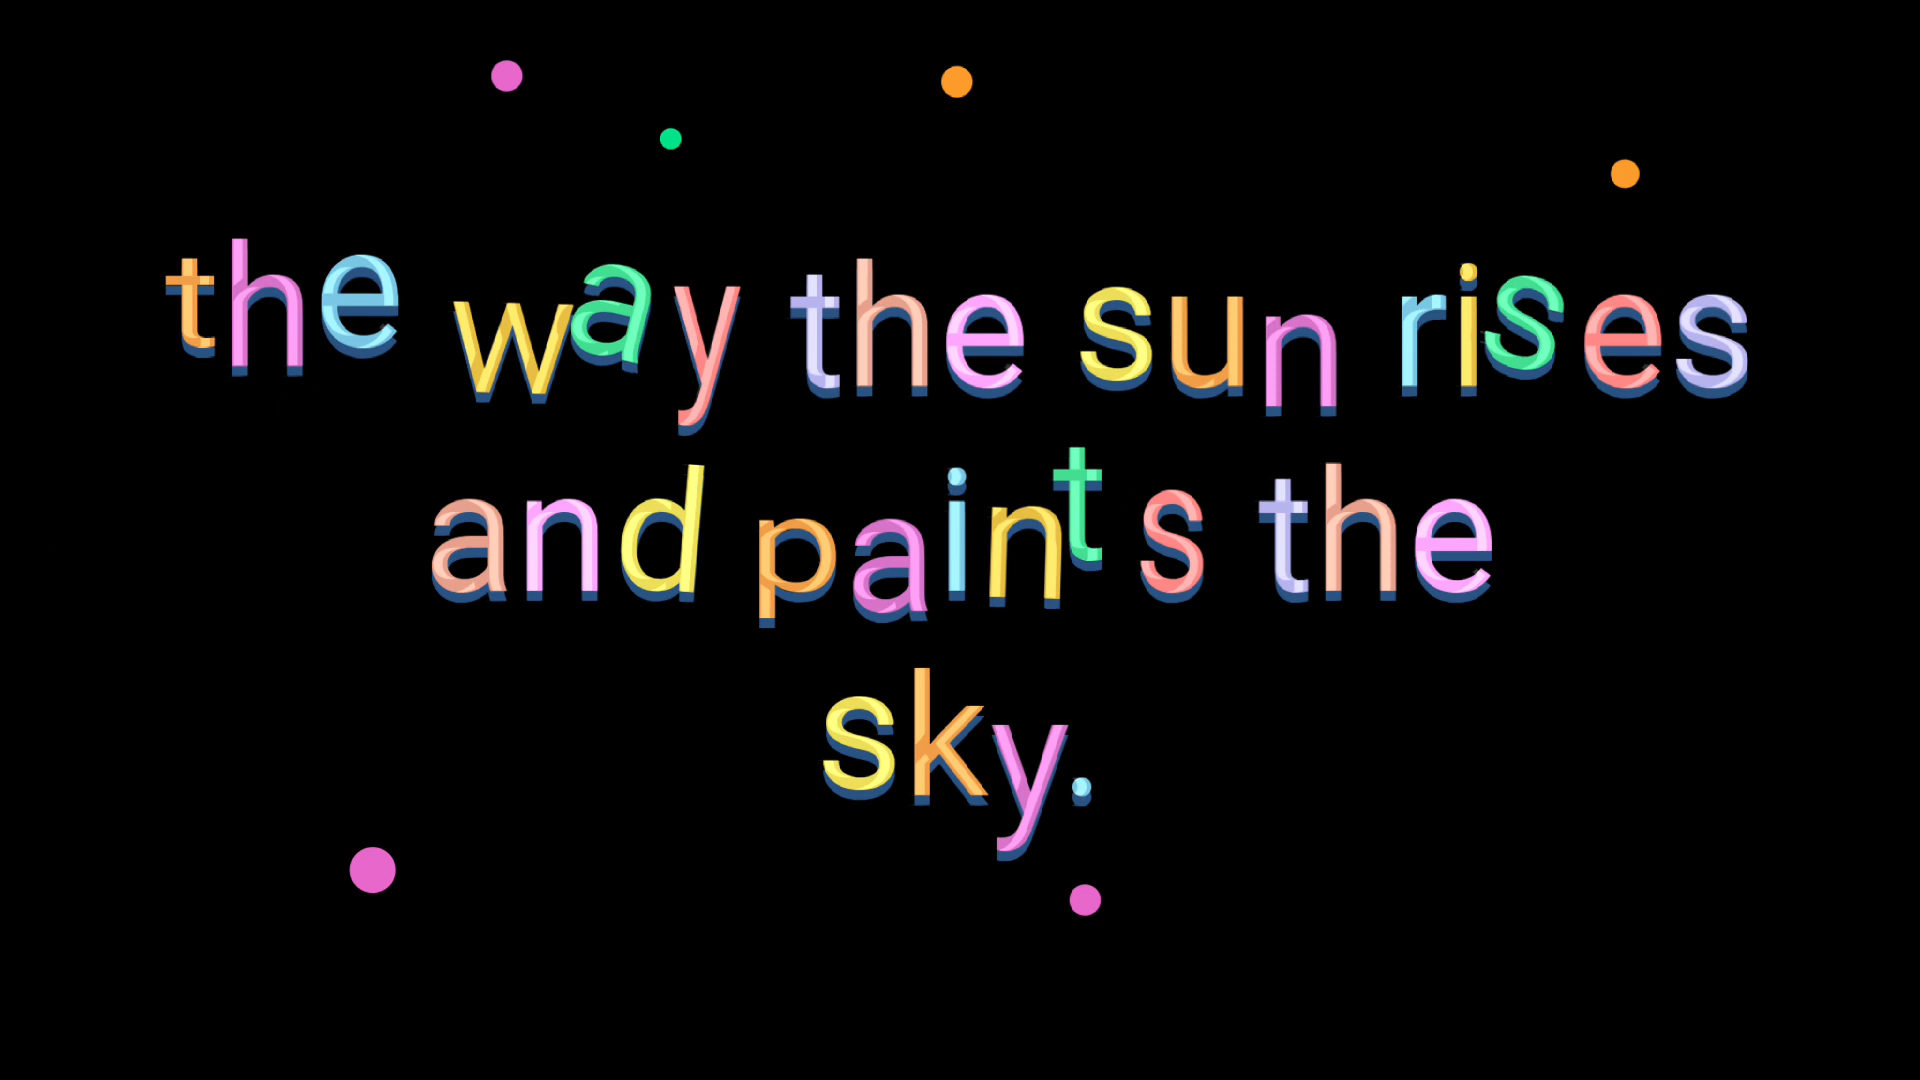 the way the sun rises
and paints the
sky.